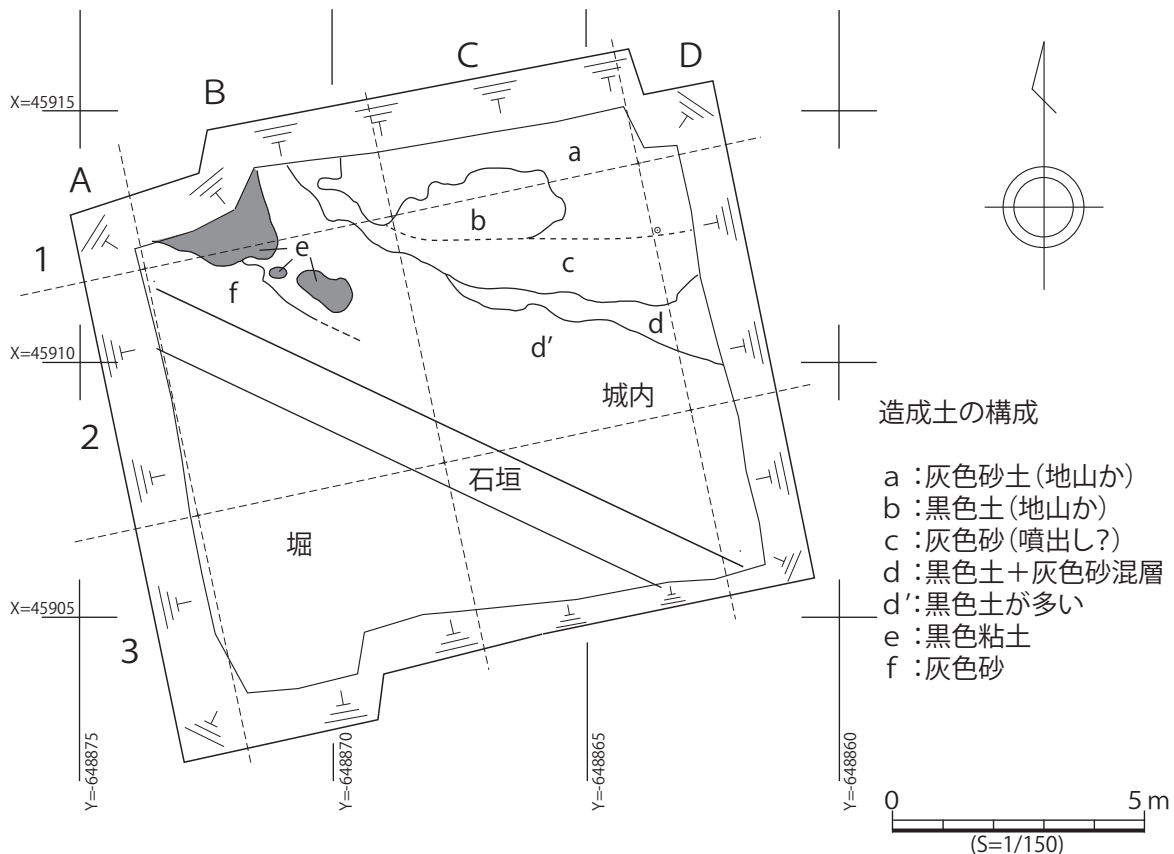 A
B
C
D
1
2
3
X=45915
X=45910
X=45905
Y=-648875
Y=-648870
Y=-648865
Y=-648860
a
b
c
d
d'
e
f
城内
石垣
堀
造成土の構成
a：灰色砂土（地山か）
b：黒色土（地山か）
c：灰色砂（噴出し?）
d：黒色土＋灰色砂混層
d'：黒色土が多い
e：黒色粘土
f：灰色砂
0 5 m
(S=1/150)